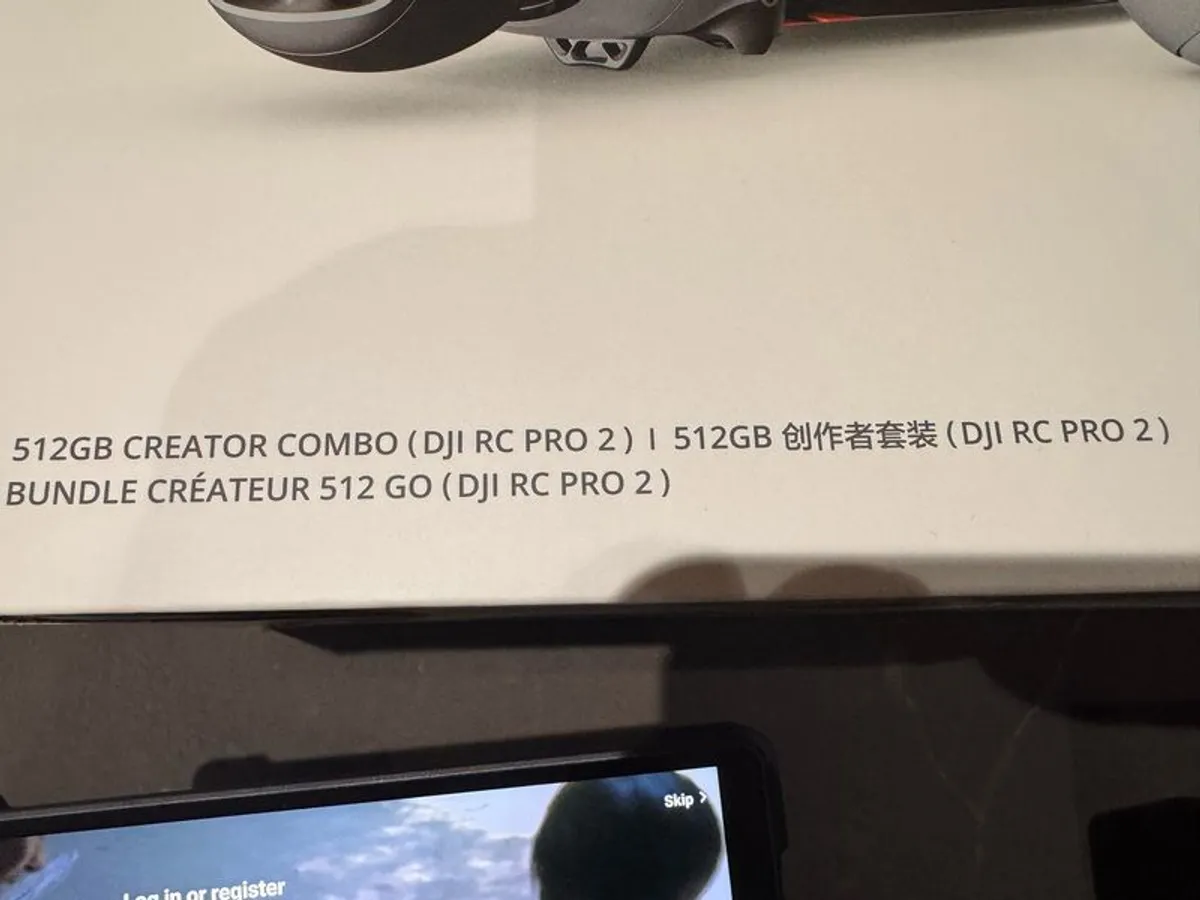 512GB CREATOR COMBO (DJI RC PRO 2) | 512GB 创作者套装 (DJI RC PRO 2)
BUNDLE CRÉATEUR 512 GO (DJI RC PRO 2)
Skip >
Log in or register